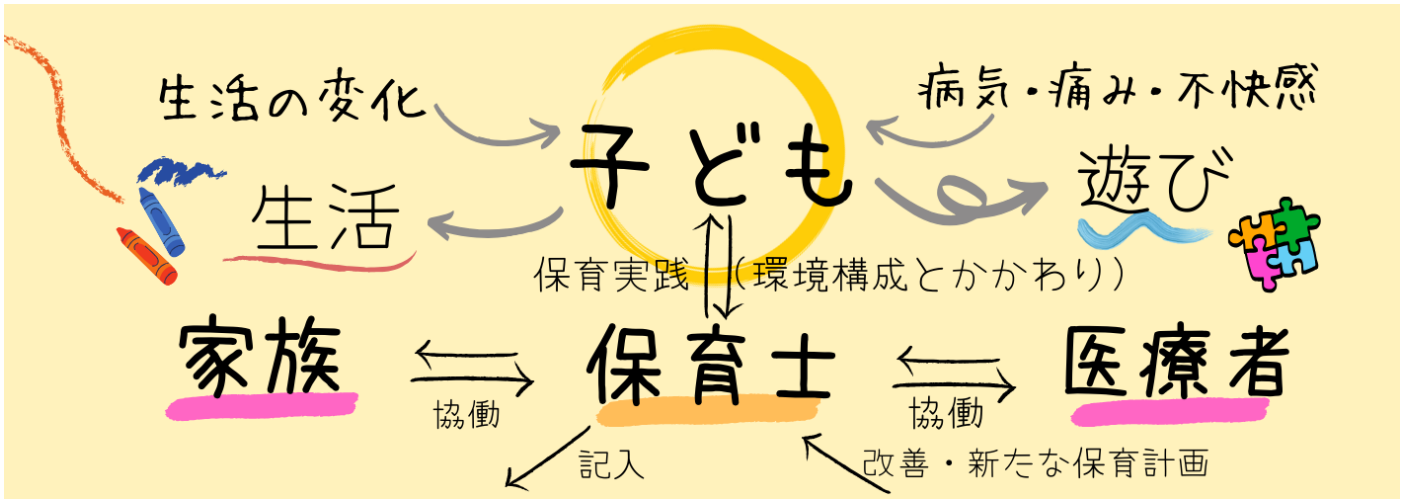 生活の変化
病気・痛み・不快感
子ども
生活
遊び
保育実践 (環境構成とかかわり)
家族
保育士
医療者
協働
協働
記入
改善・新たな保育計画